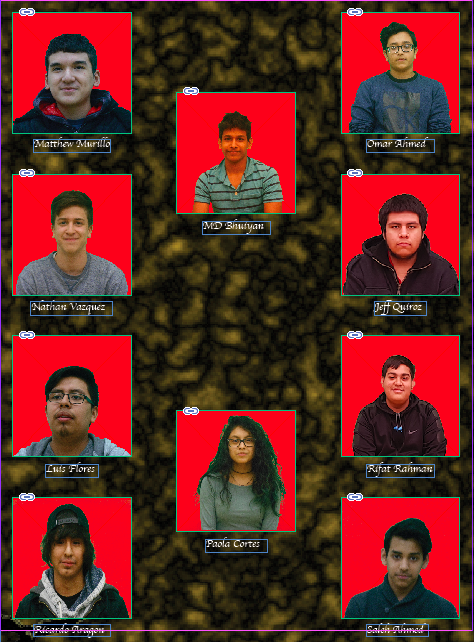 Matthew Murillo
Omar Ahmed
MD Bhuiyan
Nathan Vazquez
Jeff Quiroz
Luis Flores
Rifat Rahman
Paola Cortes
Ricardo Aragon
Saleh Ahmed